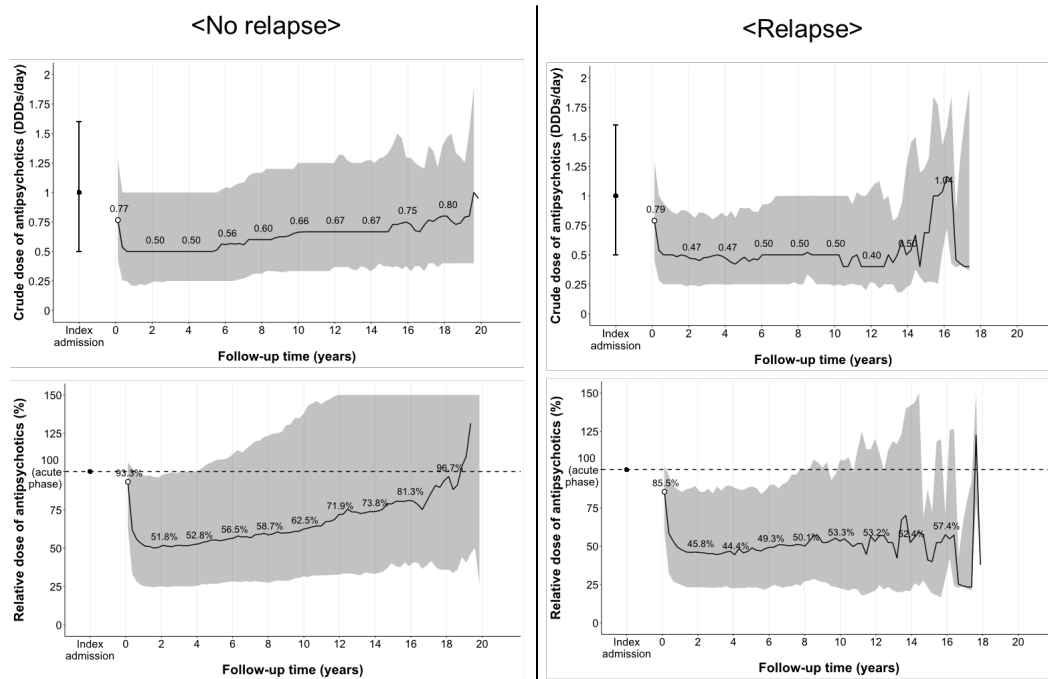 <No relapse>
Crude dose of antipsychotics (DDDs/day)
2
1.75
1.5
1.25
1
0.75
0.5
0.25
0
0.77
0.50
0.50
0.56
0.60
0.66
0.67
0.67
0.75
0.80
Index
admission
0 2 4 6 8 10 12 14 16 18 20
Follow-up time (years)
Relative dose of antipsychotics (%)
150
125
100
(acute
phase)
75
50
25
0
93.3%
51.8%
52.8%
56.5%
58.7%
62.5%
71.9%
73.8%
81.3%
96.7%
Index
admission
0 2 4 6 8 10 12 14 16 18 20
Follow-up time (years)
<Relapse>
Crude dose of antipsychotics (DDDs/day)
2
1.75
1.5
1.25
1
0.75
0.5
0.25
0
0.79
0.47
0.47
0.50
0.50
0.50
0.40
0.50
1.04
Index
admission
0 2 4 6 8 10 12 14 16 18 20
Follow-up time (years)
Relative dose of antipsychotics (%)
150
125
100
(acute
phase)
75
50
25
0
85.5%
45.8%
44.4%
49.3%
50.1%
53.3%
53.2%
52.4%
57.4%
Index
admission
0 2 4 6 8 10 12 14 16 18 20
Follow-up time (years)